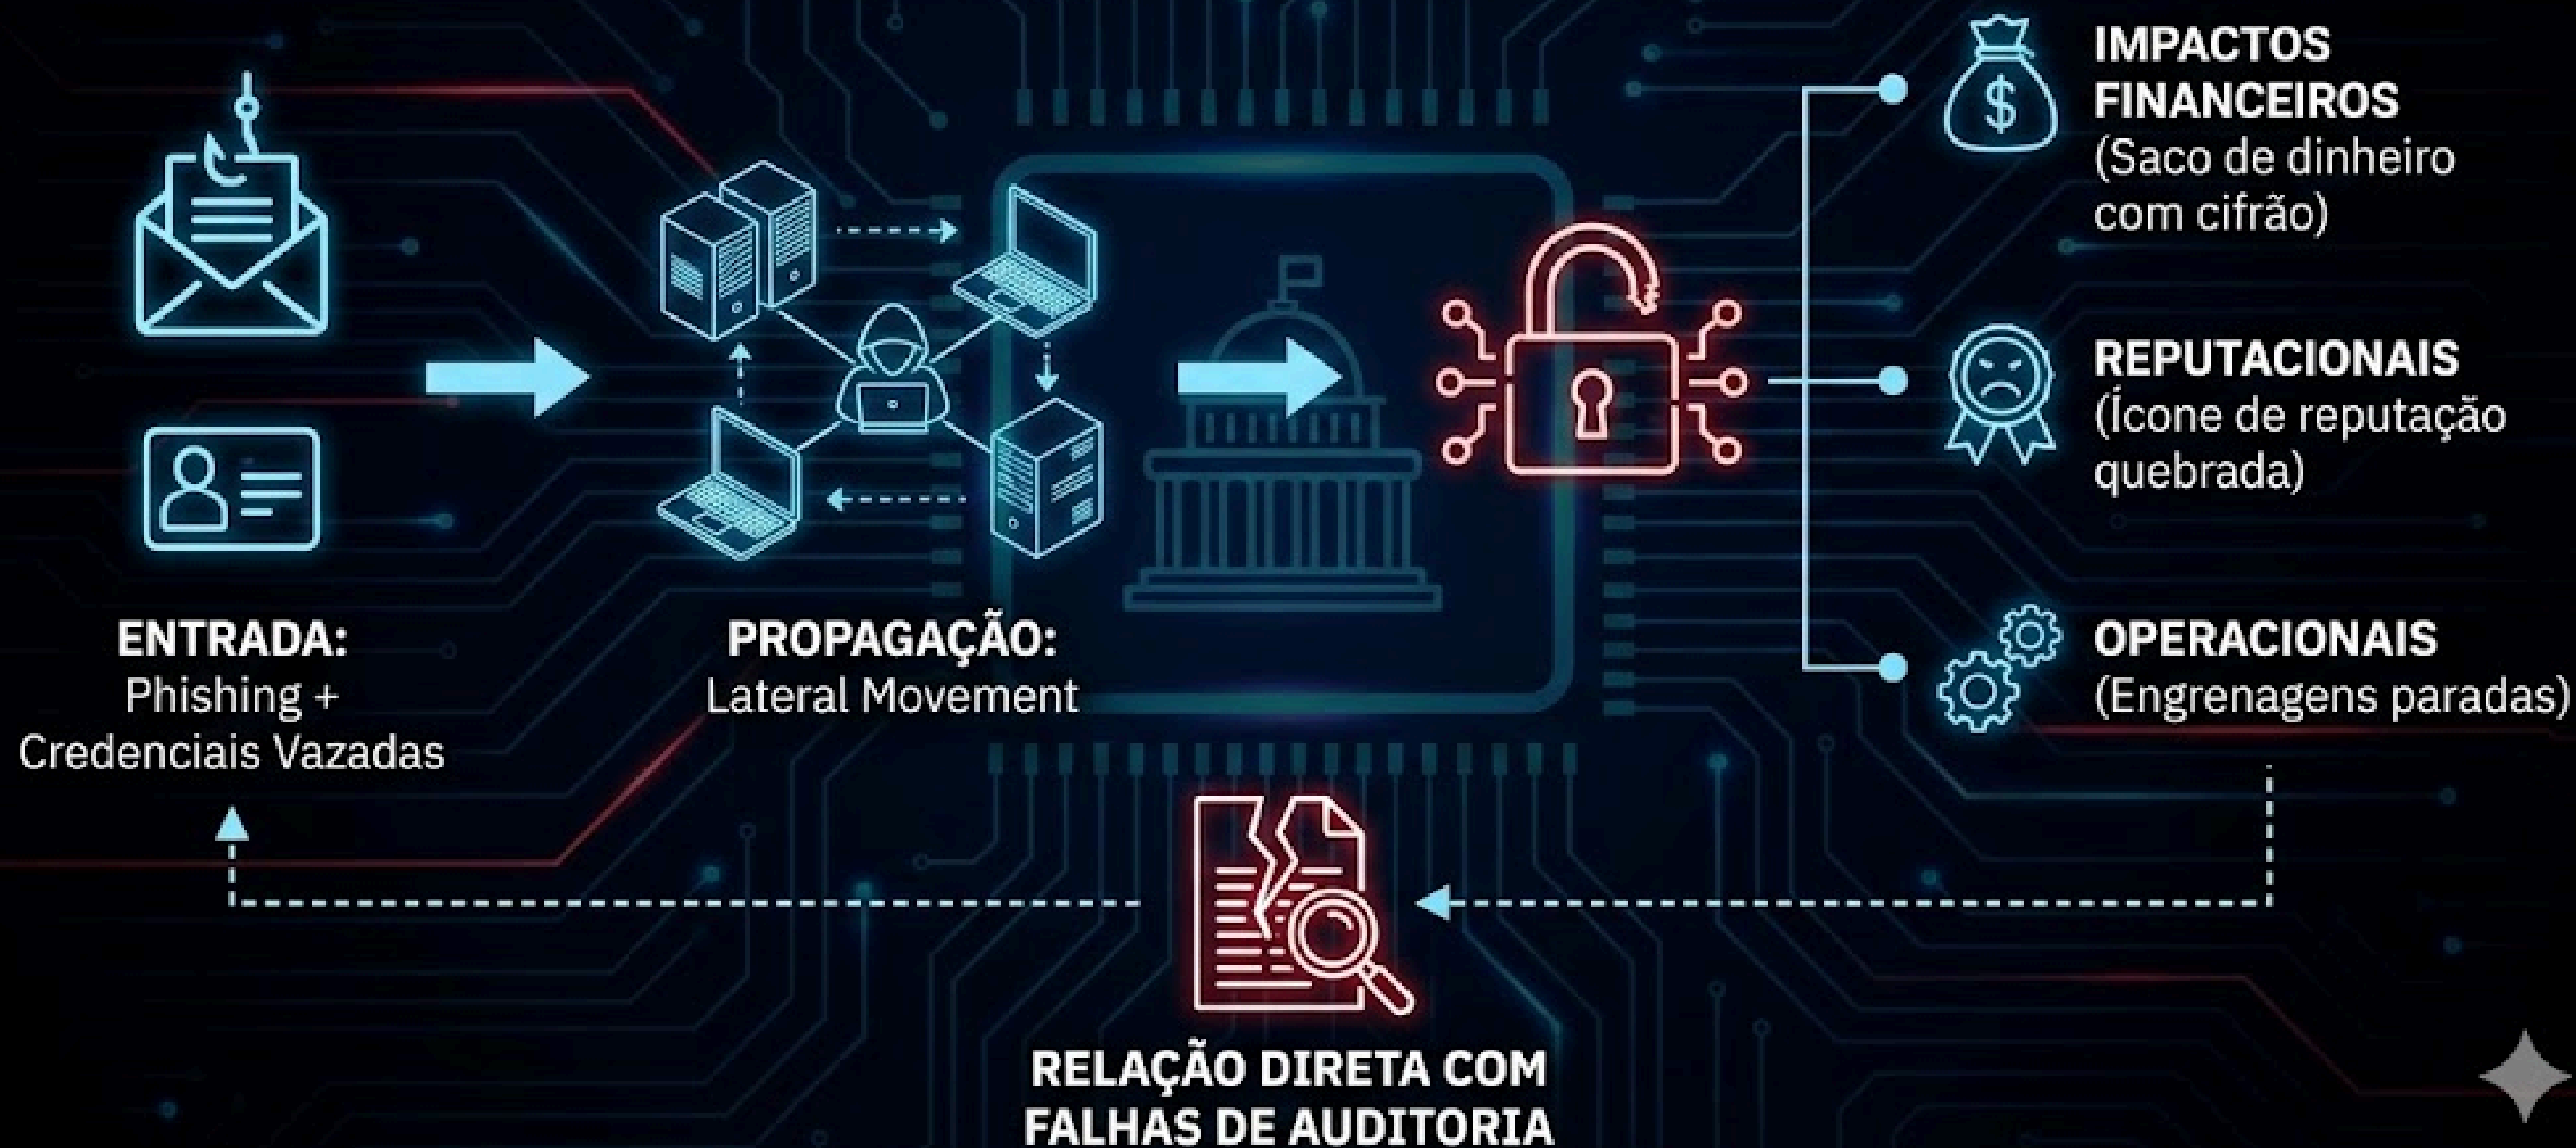 ENTRADA:
Phishing +
Credenciais Vazadas
PROPAGAÇÃO:
Lateral Movement
IMPACTOS
FINANCEIROS
(Saco de dinheiro
com cifrão)
REPUTACIONAIS
(Ícone de reputação
quebrada)
OPERACIONAIS
(Engrenagens paradas)
RELAÇÃO DIRETA COM
FALHAS DE AUDITORIA